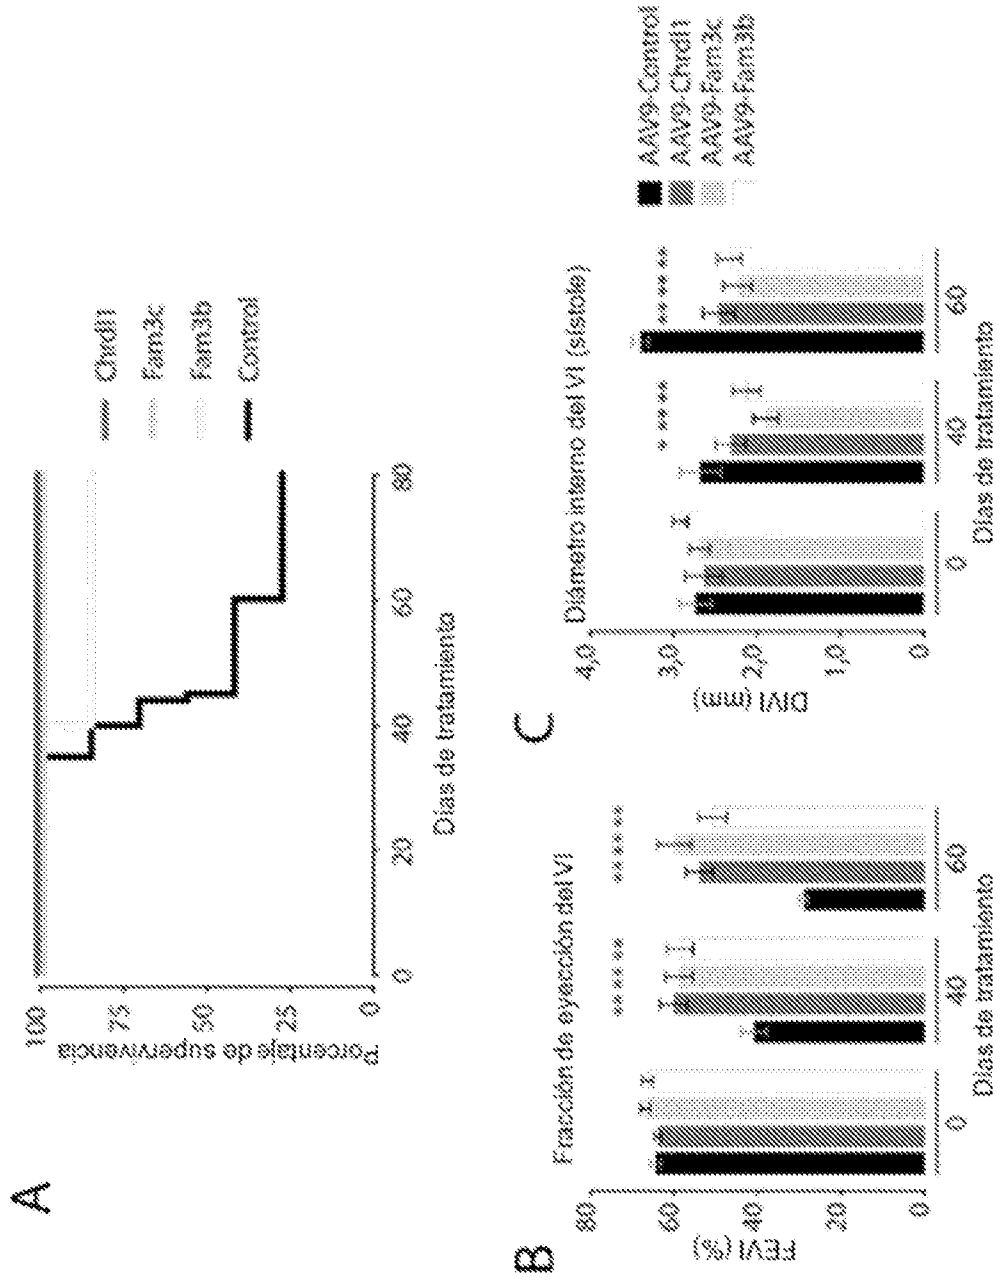 A
Porcentaje de supervivencia
100
75
50
25
0
0 20 40 60 80
Días de tratamiento
Chrdl1
Fam3c
Fam3b
Control
B
Fracción de eyección del VI
FEVI (%)
80
60
40
20
0
0 40 60
Días de tratamiento
C
Diámetro interno del VI (sístole)
DIVI (mm)
4,0
3,0
2,0
1,0
0
0 40 60
Días de tratamiento
AAV9-Control
AAV9-Chrdl1
AAV9-Fam3c
AAV9-Fam3b